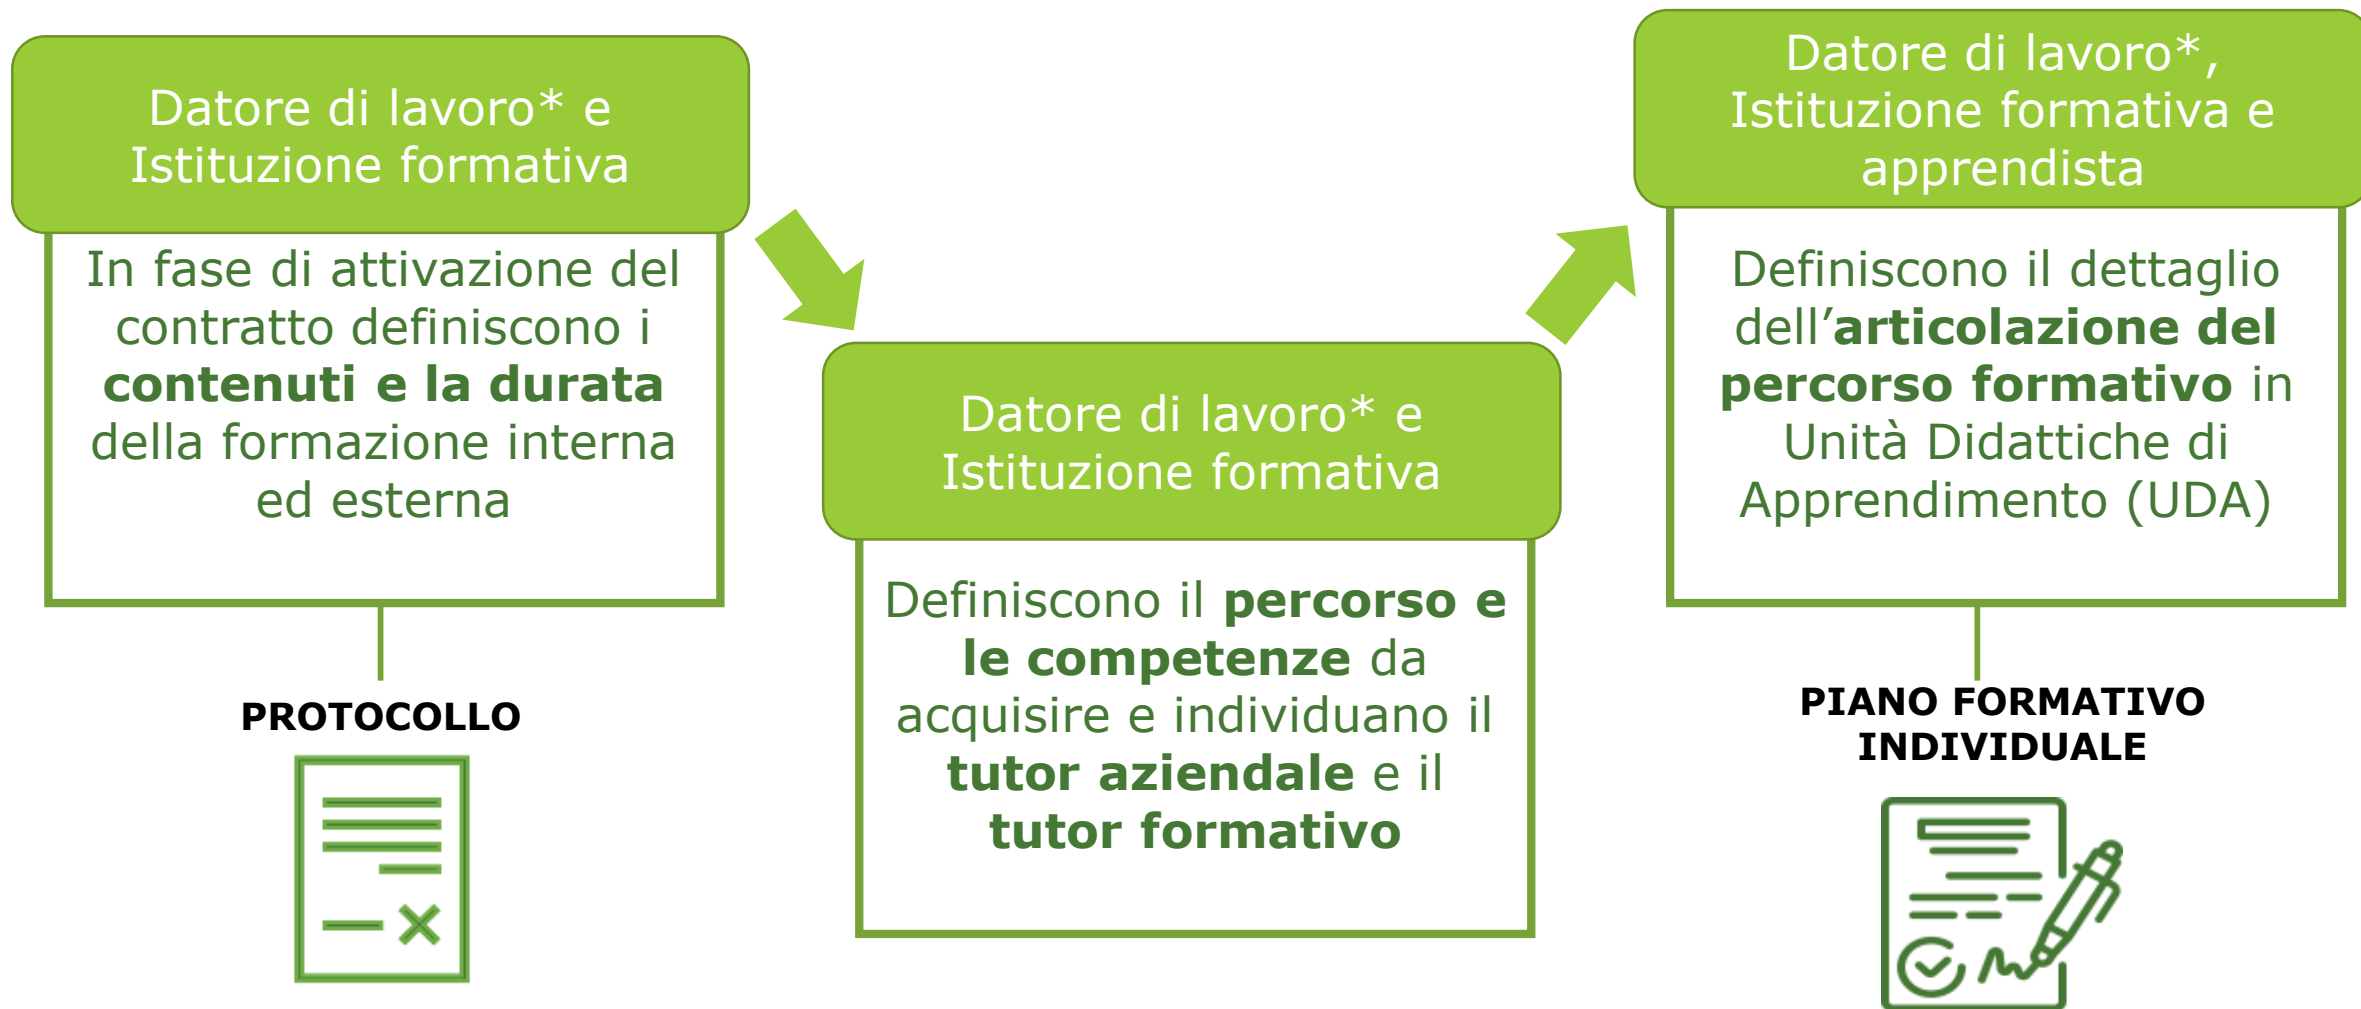 Datore di lavoro* e
Istituzione formativa
In fase di attivazione del
contratto definiscono i
contenuti e la durata
della formazione interna
ed esterna
PROTOCOLLO
Datore di lavoro* e
Istituzione formativa
Definiscono il percorso e
le competenze da
acquisire e individuano il
tutor aziendale e il
tutor formativo
Datore di lavoro*,
Istituzione formativa e
apprendista
Definiscono il dettaglio
dell’articolazione del
percorso formativo in
Unità Didattiche di
Apprendimento (UDA)
PIANO FORMATIVO
INDIVIDUALE